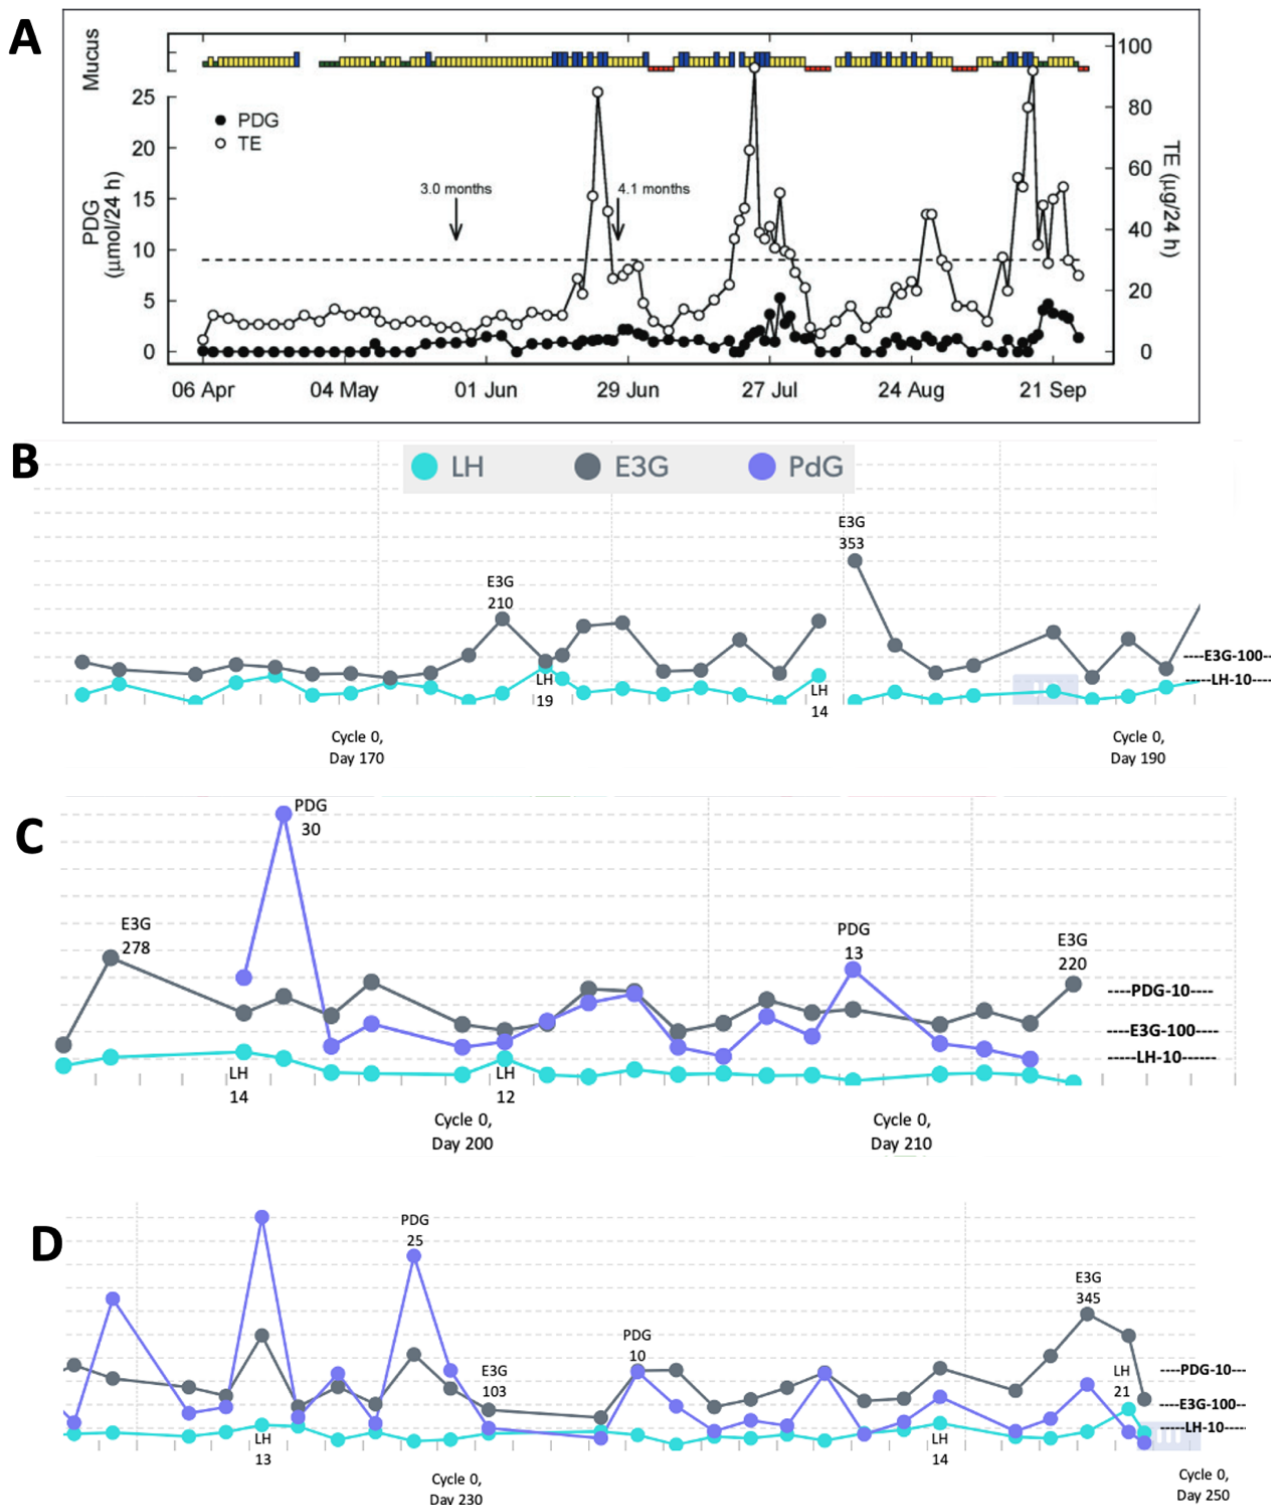 A
Mucus
100
25
PDG
80
20
TE
60
3.0 months
4.1 months
15
PDG
(μmol/24 h)
TE (μg/24 h)
40
10
5
20
0
0
06 Apr
04 May
01 Jun
29 Jun
27 Jul
24 Aug
21 Sep
B
LH
E3G
PdG
E3G
353
E3G
210
----E3G-100--
-----LH-10----
LH
19
LH
14
Cycle 0,
Day 170
Cycle 0,
Day 190
C
PDG
30
E3G
278
PDG
13
E3G
220
----PDG-10----
----E3G-100----
-----LH-10------
LH
14
LH
12
Cycle 0,
Day 200
Cycle 0,
Day 210
D
PDG
25
E3G
345
PDG
10
E3G
103
LH
21
----PDG-10---
----E3G-100--
-----LH-10---
LH
13
LH
14
Cycle 0,
Day 230
Cycle 0,
Day 250